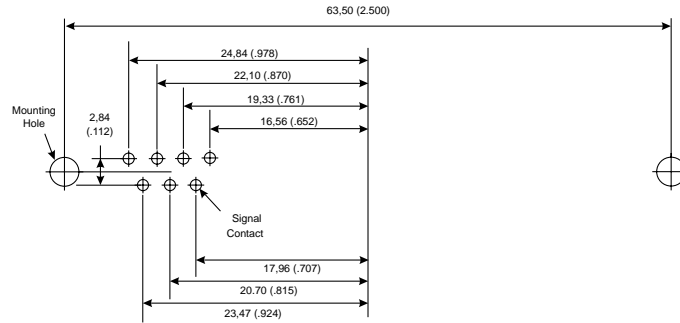 63,50 (2.500)
24,84 (.978)
22,10 (.870)
19,33 (.761)
16,56 (.652)
Mounting
Hole
2,84
(.112)
Signal
Contact
17,96 (.707)
20.70 (.815)
23,47 (.924)